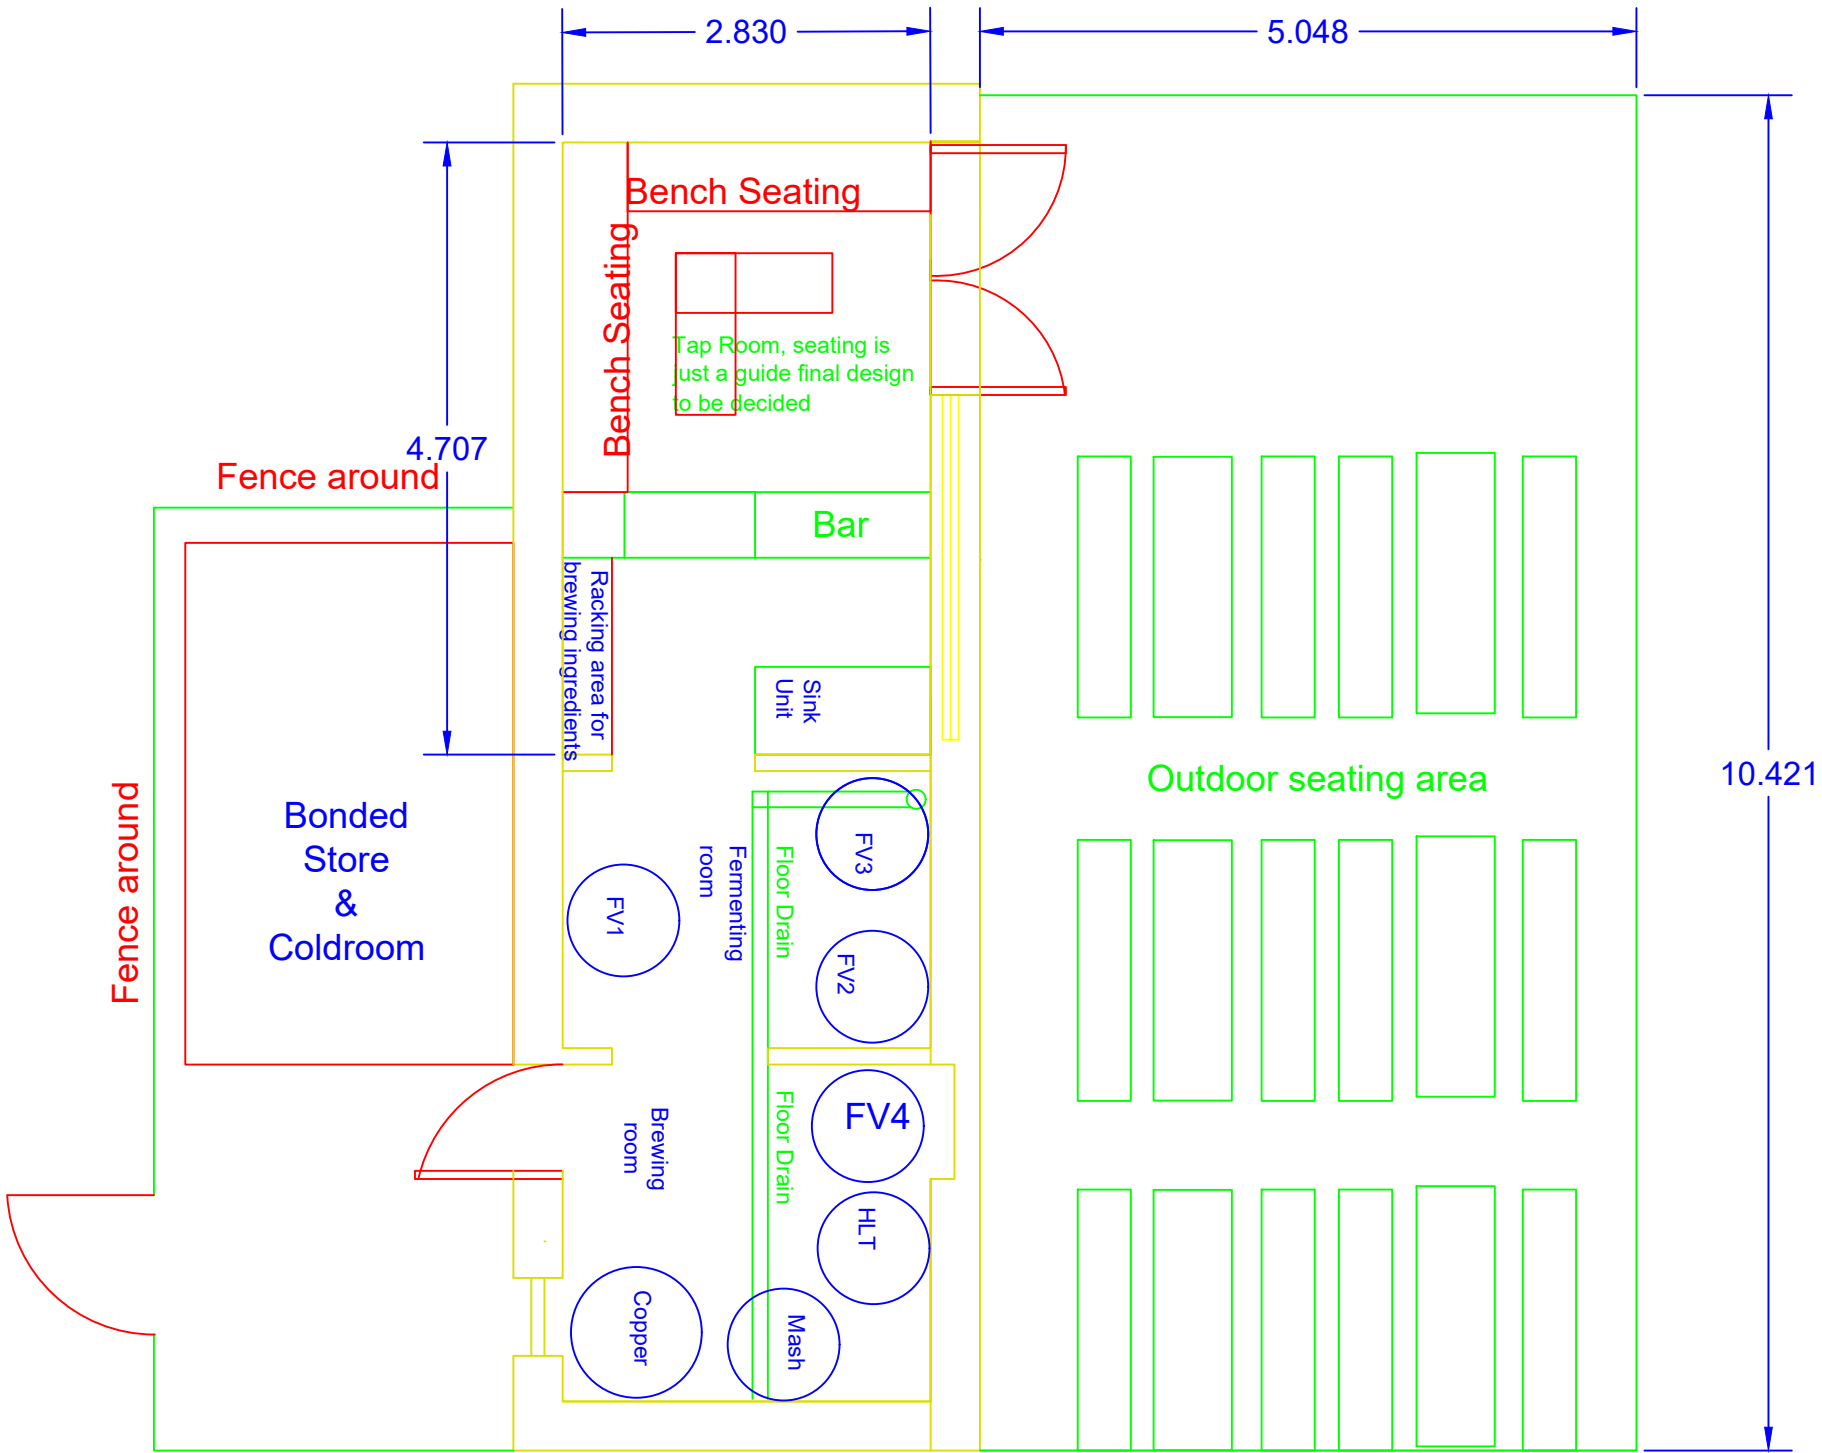 2.830
5.048
Bench Seating
Bench Seating
Tap Room, seating is
just a guide final design
to be decided
4.707
Fence around
Bar
Racking area for
brewing ingredients
Sink
Unit
Outdoor seating area
10.421
Fence around
Bonded
Store
&
Coldroom
Fermenting
room
Floor Drain
FV3
FV1
FV2
Brewing
room
Floor Drain
FV4
HLT
Copper
Mash